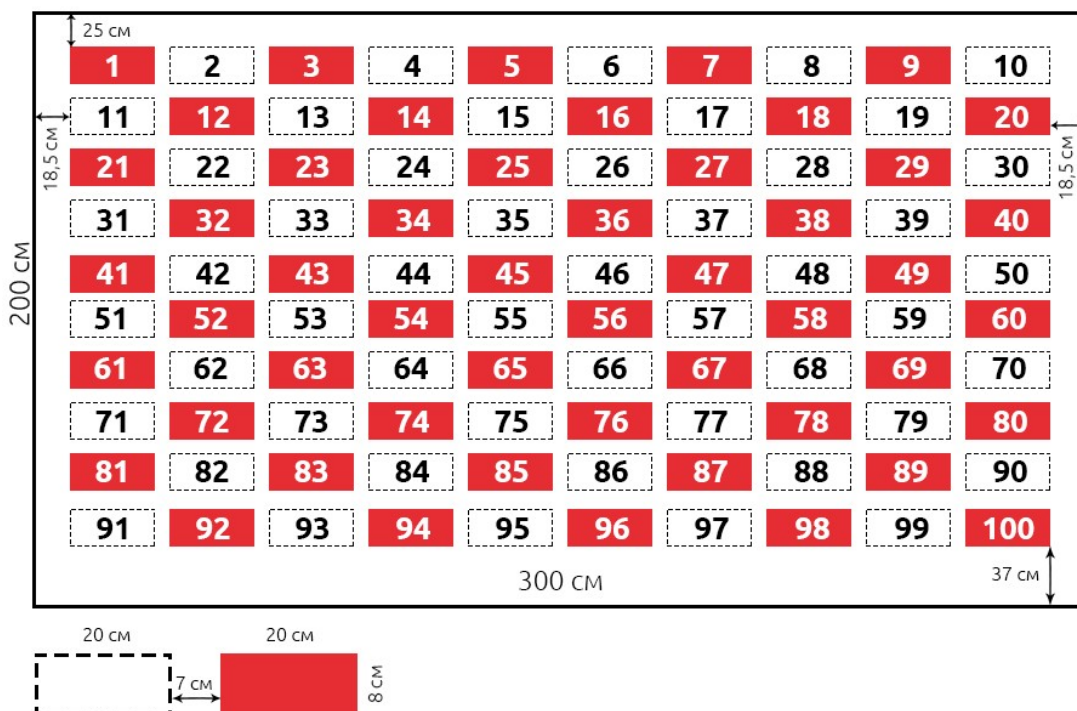 25 см
1 2 3 4 5 6 7 8 9 10
11 12 13 14 15 16 17 18 19 20
18,5 см
18,5 см
21 22 23 24 25 26 27 28 29 30
31 32 33 34 35 36 37 38 39 40
200 см
41 42 43 44 45 46 47 48 49 50
51 52 53 54 55 56 57 58 59 60
61 62 63 64 65 66 67 68 69 70
71 72 73 74 75 76 77 78 79 80
81 82 83 84 85 86 87 88 89 90
91 92 93 94 95 96 97 98 99 100
300 см
37 см
20 см 20 см
7 см
8 см